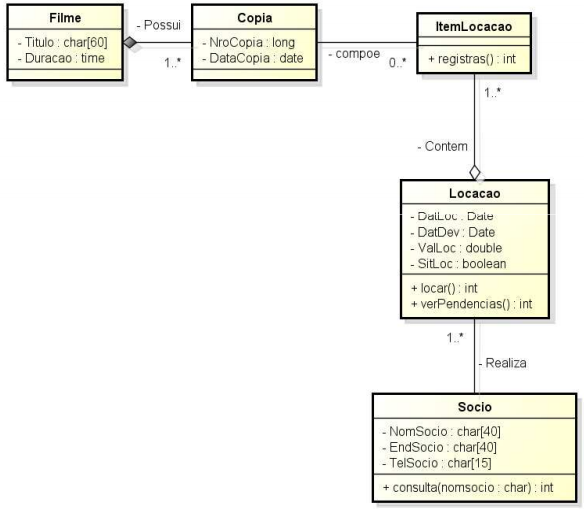 Filme
- Titulo : char[60]
- Duracao : time
- Possui
1..*
Copia
- NroCopia : long
- DataCopia : date
- compoe
0..*
ItemLocacao
+ registras() : int
1..*
- Contem
Locacao
- DatLoc : Date
- DatDev : Date
- ValLoc : double
- SitLoc : boolean
+ locar() : int
+ verPendencias() : int
1..*
- Realiza
Socio
- NomSocio : char[40]
- EndSocio : char[40]
- TelSocio : char[15]
+ consulta(nomsocio : char) : int